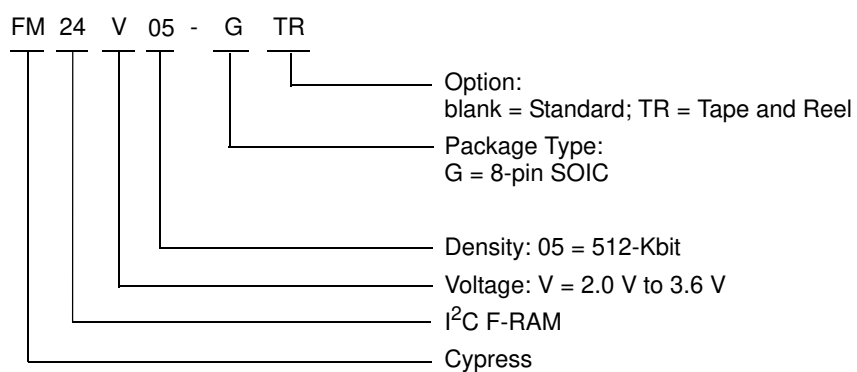 FM 24 V 05 - G TR
Option:
blank = Standard; TR = Tape and Reel
Package Type:
G = 8-pin SOIC
Density: 05 = 512-Kbit
Voltage: V = 2.0 V to 3.6 V
I²C F-RAM
Cypress